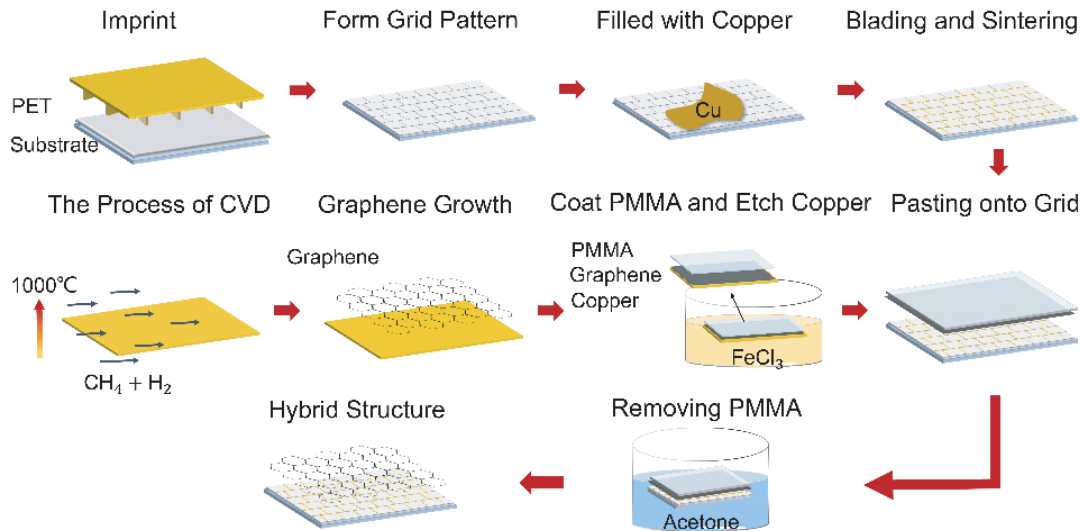 Imprint
Form Grid Pattern
Filled with Copper
Blading and Sintering
PET
Substrate
Cu
The Process of CVD
Graphene Growth
Coat PMMA and Etch Copper
Pasting onto Grid
1000℃
CH₄ + H₂
Graphene
PMMA
Graphene
Copper
FeCl₃
Hybrid Structure
Removing PMMA
Acetone